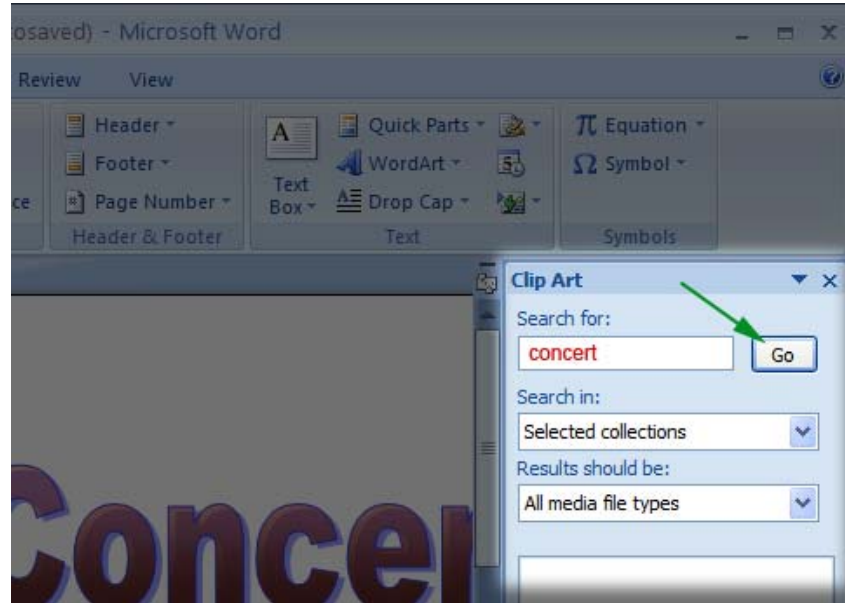 osaved) - Microsoft Word
Review View
Header Quick Parts Equation
Footer WordArt Symbol
Text
ce Page Number Box Drop Cap
Header & Footer Text Symbols
Clip Art
Search for:
concert Go
Search in:
Selected collections
Results should be:
All media file types
Concer